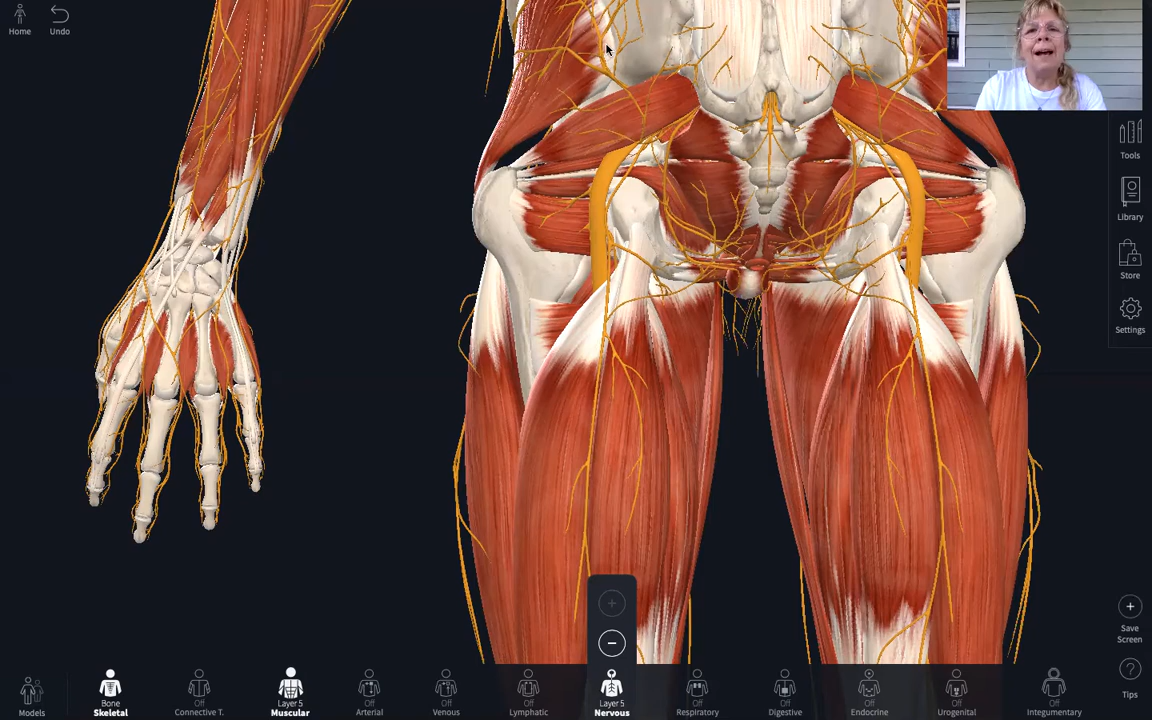 Home
Undo
Tools
Library
Store
Settings
Save
Screen
Tips
Models
Bone
Skeletal
Off
Connective T.
Layer 5
Muscular
Off
Arterial
Off
Venous
Off
Lymphatic
Layer 5
Nervous
Off
Respiratory
Off
Digestive
Off
Endocrine
Off
Urogenital
Off
Integumentary